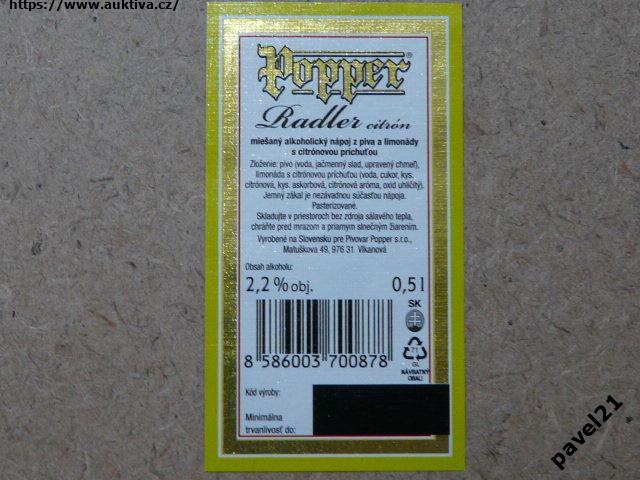 https://www.auktiva.cz/
Popper®
Radler citrón
miešaný alkoholický nápoj z piva a limonády
s citrónovou príchuťou
Zloženie: pivo (voda, jačmenný slad, upravený chmeľ),
limonáda s citrónovou príchuťou (voda, cukor, kys.
citrónová, kys. askorbová, citrónová aróma, oxid uhličitý).
Jemný zákal je nezávadnou súčasťou nápoja.
Pasterizované.
Skladujte v priestoroch bez zdroja sálavého tepla,
chráňte pred mrazom a priamym slnečným žiarením.
Vyrobené na Slovensku pre Pivovar Popper s.r.o.,
Matuškova 49, 976 31 Vlkanová
Obsah alkoholu:
2,2 % obj. 0,5 l
SK
8 586003 700878
71
GL
NÁVRATNÝ
OBAL!
Kód výroby:
Minimálna
trvanlivosť do:
pavel21